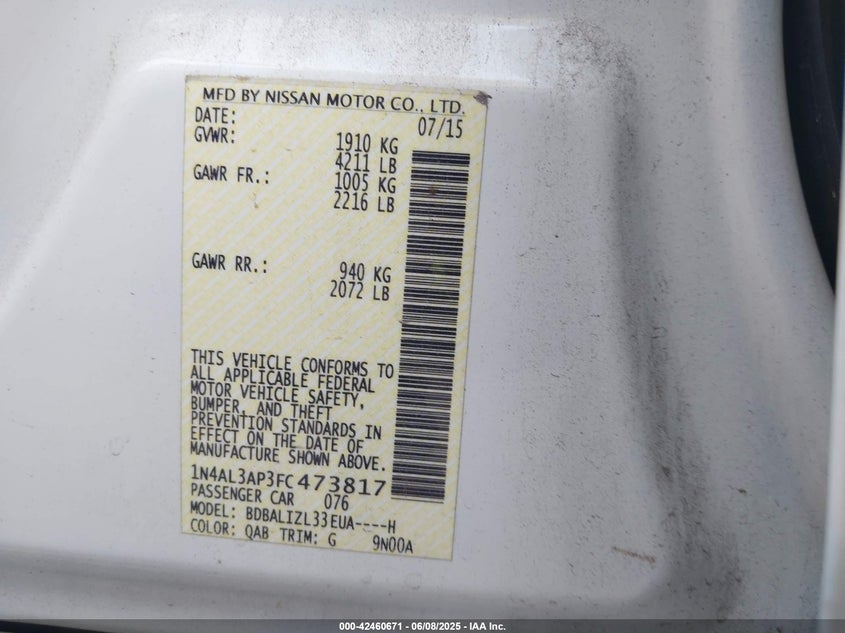 MFD BY NISSAN MOTOR CO., LTD.
DATE: 07/15
GVWR: 1910 KG
4211 LB
GAWR FR.: 1005 KG
2216 LB
GAWR RR.: 940 KG
2072 LB
THIS VEHICLE CONFORMS TO
ALL APPLICABLE FEDERAL
MOTOR VEHICLE SAFETY,
BUMPER, AND THEFT
PREVENTION STANDARDS IN
EFFECT ON THE DATE OF
MANUFACTURE SHOWN ABOVE.
1N4AL3AP3FC473817
PASSENGER CAR 076
MODEL: BDBALIZL33EUA----H
COLOR: QAB TRIM: G 9N00A
000-42460671 - 06/08/2025 - IAA Inc.